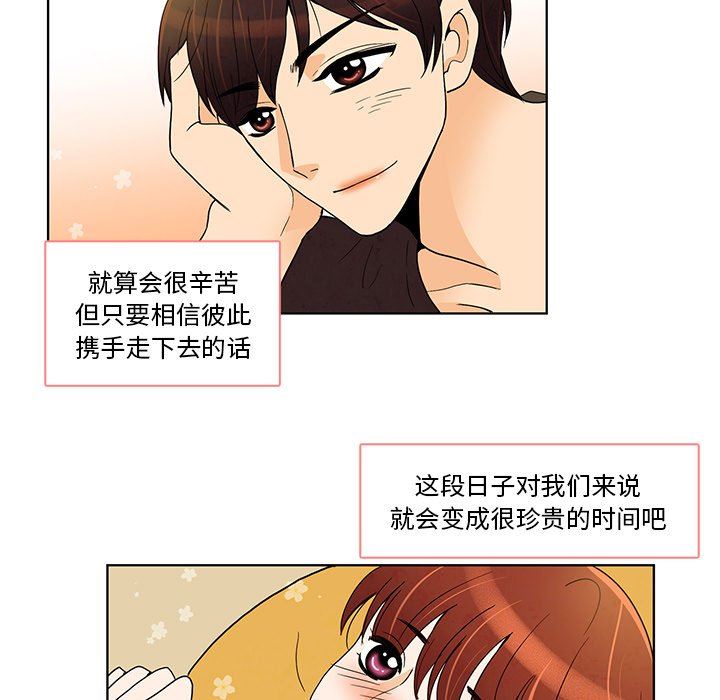 就算会很辛苦
但只要相信彼此
携手走下去的话
这段日子对我们来说
就会变成很珍贵的时间吧